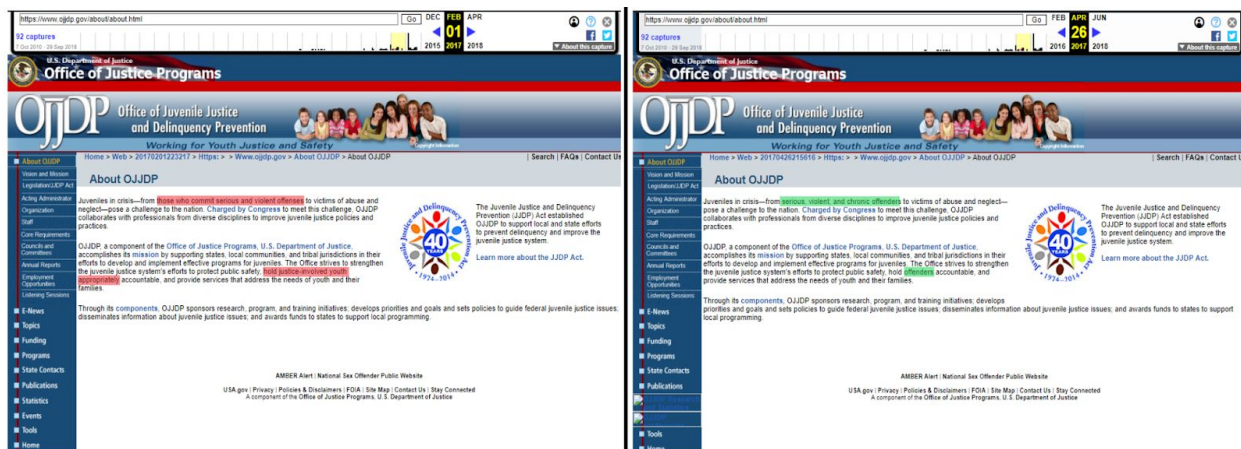 https://www.ojjdp.gov/about/about.html
Go
DEC FEB APR
92 captures
01
7 Oct 2010 - 29 Sep 2018
2015 2017 2018
About this capture
U.S. Department of Justice
Office of Justice Programs
OJJDP
Office of Juvenile Justice
and Delinquency Prevention
Working for Youth Justice and Safety
Copyright Information
Home > Web > 20170201223217 > Https: > > Www.ojjdp.gov > About OJJDP > About OJJDP
| Search | FAQs | Contact Us
About OJJDP
Vision and Mission
Legislation/JJDP Act
Acting Administrator
Organization
Staff
Core Requirements
Councils and
Committees
Annual Reports
Employment
Opportunities
Listening Sessions
E-News
Topics
Funding
Programs
State Contacts
Publications
Statistics
Events
Tools
Home
About OJJDP
Juveniles in crisis—from those who commit serious and violent offenses to victims of abuse and
neglect—pose a challenge to the nation. Charged by Congress to meet this challenge, OJJDP
collaborates with professionals from diverse disciplines to improve juvenile justice policies and
practices.
OJJDP, a component of the Office of Justice Programs, U.S. Department of Justice,
accomplishes its mission by supporting states, local communities, and tribal jurisdictions in their
efforts to develop and implement effective programs for juveniles. The Office strives to strengthen
the juvenile justice system's efforts to protect public safety, hold justice-involved youth
appropriately accountable, and provide services that address the needs of youth and their
families.
Through its components, OJJDP sponsors research, program, and training initiatives; develops priorities and goals and sets policies to guide federal juvenile justice issues;
disseminates information about juvenile justice issues; and awards funds to states to support local programming.
Juvenile Justice and Delinquency Prevention
40
YEARS
1974-2014
The Juvenile Justice and Delinquency
Prevention (JJDP) Act established
OJJDP to support local and state efforts
to prevent delinquency and improve the
juvenile justice system.
Learn more about the JJDP Act.
AMBER Alert | National Sex Offender Public Website
USA.gov | Privacy | Policies & Disclaimers | FOIA | Site Map | Contact Us | Stay Connected
A component of the Office of Justice Programs, U.S. Department of Justice
https://www.ojjdp.gov/about/about.html
Go
FEB APR JUN
92 captures
26
7 Oct 2010 - 29 Sep 2018
2016 2017 2018
About this capture
U.S. Department of Justice
Office of Justice Programs
OJJDP
Office of Juvenile Justice
and Delinquency Prevention
Working for Youth Justice and Safety
Copyright Information
Home > Web > 20170426215616 > Https: > > Www.ojjdp.gov > About OJJDP > About OJJDP
| Search | FAQs | Contact
About OJJDP
Vision and Mission
Legislation/JJDP Act
Acting Administrator
Organization
Staff
Core Requirements
Councils and
Committees
Annual Reports
Employment
Opportunities
Listening Sessions
E-News
Topics
Funding
Programs
State Contacts
Publications
Tools
Home
About OJJDP
Juveniles in crisis—from serious, violent, and chronic offenders to victims of abuse and neglect—
pose a challenge to the nation. Charged by Congress to meet this challenge, OJJDP
collaborates with professionals from diverse disciplines to improve juvenile justice policies and
practices.
OJJDP, a component of the Office of Justice Programs, U.S. Department of Justice,
accomplishes its mission by supporting states, local communities, and tribal jurisdictions in their
efforts to develop and implement effective programs for juveniles. The Office strives to strengthen
the juvenile justice system's efforts to protect public safety, hold offenders accountable, and
provide services that address the needs of youth and their families.
Through its components, OJJDP sponsors research, program, and training initiatives; develops
priorities and goals and sets policies to guide federal juvenile justice issues; disseminates information about juvenile justice issues; and awards funds to states to support
local programming.
Juvenile Justice and Delinquency Prevention
40
YEARS
1974-2014
The Juvenile Justice and Delinquency
Prevention (JJDP) Act established
OJJDP to support local and state efforts
to prevent delinquency and improve the
juvenile justice system.
Learn more about the JJDP Act.
AMBER Alert | National Sex Offender Public Website
USA.gov | Privacy | Policies & Disclaimers | FOIA | Site Map | Contact Us | Stay Connected
A component of the Office of Justice Programs, U.S. Department of Justice